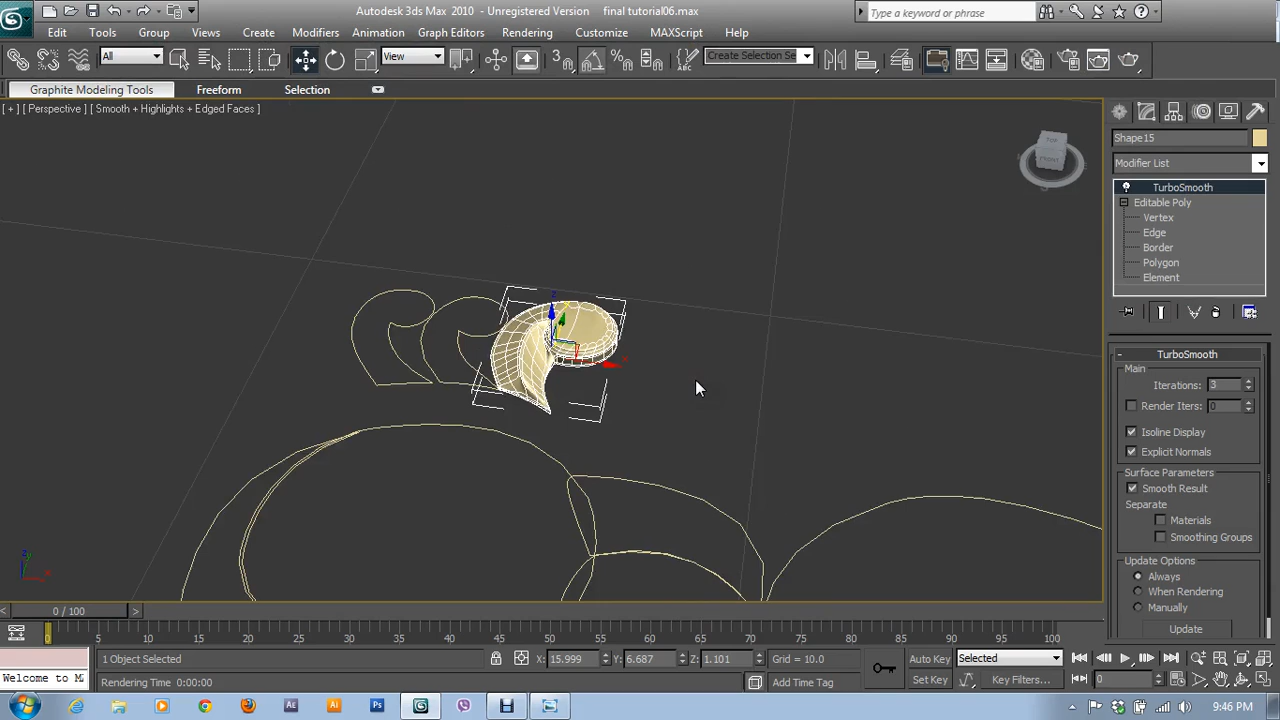 Autodesk 3ds Max 2010 - Unregistered Version final tutorial06.max
Type a keyword or phrase
Edit Tools Group Views Create Modifiers Animation Graph Editors Rendering Customize MAXScript Help
All View 3 Create Selection Se
Graphite Modeling Tools Freeform Selection
[ + ] [ Perspective ] [ Smooth + Highlights + Edged Faces ]
TOP
FRONT
Shape15
Modifier List
TurboSmooth
Editable Poly
Vertex
Edge
Border
Polygon
Element
- TurboSmooth
Main
Iterations: 3
Render Iters: 0
Isoline Display
Explicit Normals
Surface Parameters
Smooth Result
Separate
Materials
Smoothing Groups
Update Options
Always
When Rendering
Manually
Update
z
x
z
x
< 0 / 100 >
0 5 10 15 20 25 30 35 40 45 50 55 60 65 70 75 80 85 90 95 100
1 Object Selected X: 15.999 Y: 6.687 Z: 1.101 Grid = 10.0 Auto Key Selected
Welcome to M Rendering Time 0:00:00 Add Time Tag Set Key Key Filters... 0
Ae Ai Ps 9:46 PM